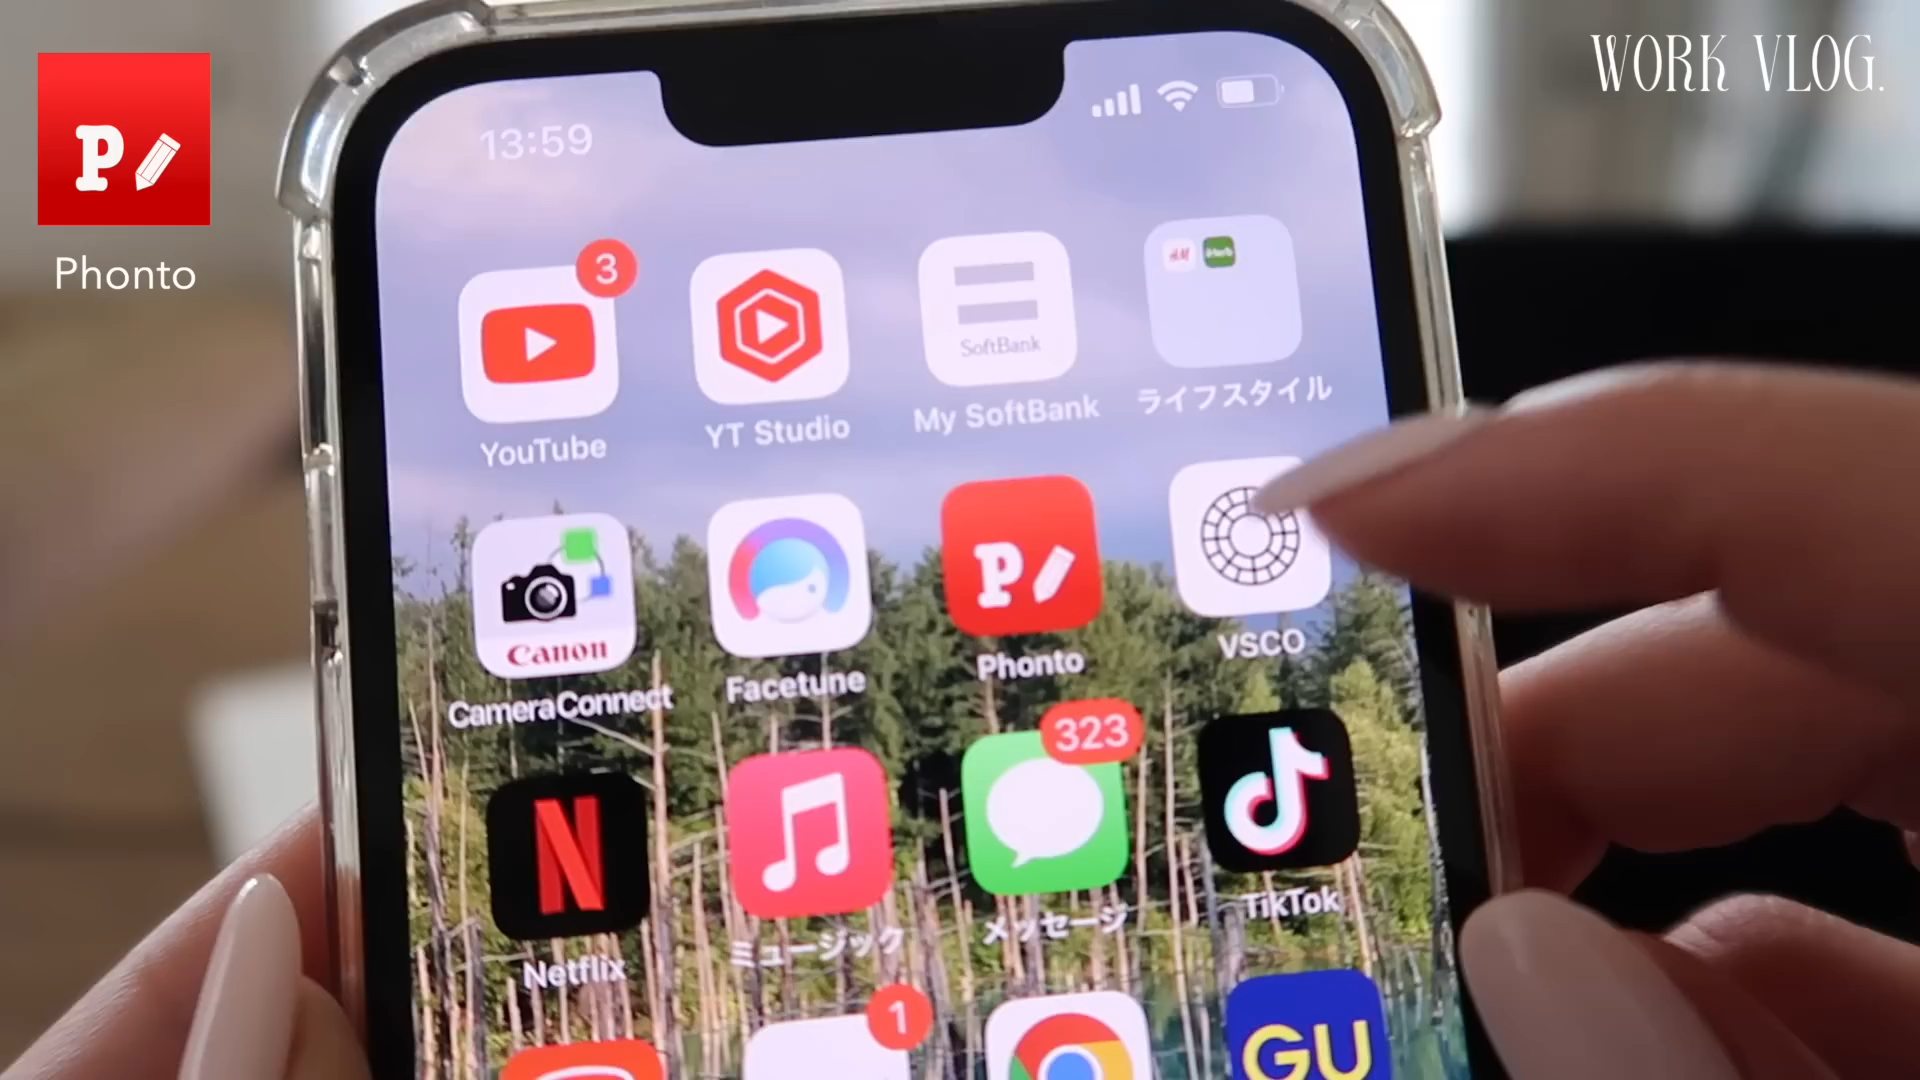 WORK VLOG.
P
Phonto
13:59
3
H&M
iHerb
SoftBank
YouTube
YT Studio
My SoftBank
ライフスタイル
Canon
P
CameraConnect
Facetune
Phonto
VSCO
323
N
Netflix
ミュージック
メッセージ
TikTok
1
GU